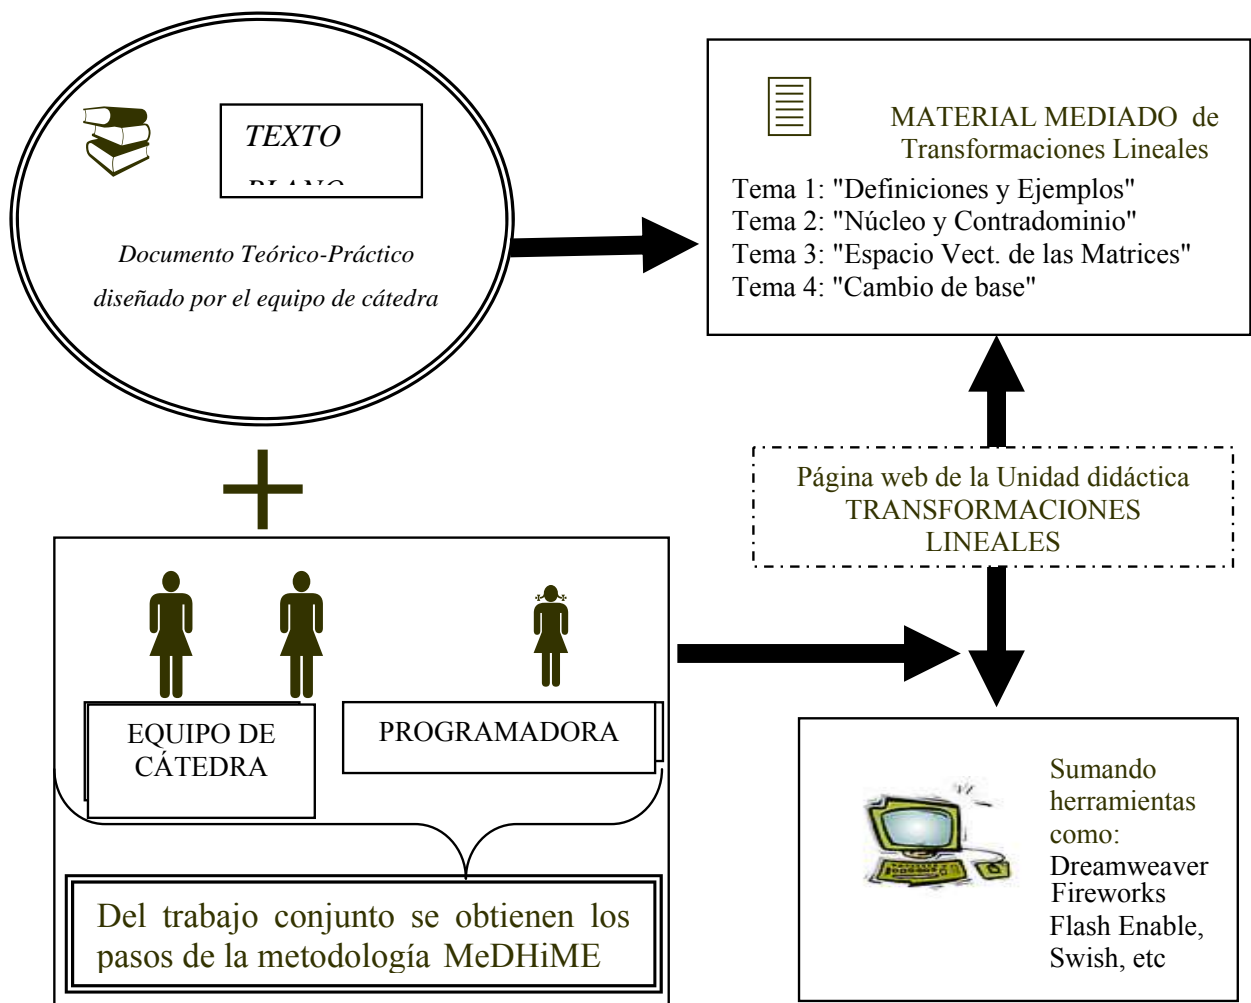 TEXTO
Documento Teórico-Práctico
diseñado por el equipo de cátedra
MATERIAL MEDIADO de
Transformaciones Lineales
Tema 1: "Definiciones y Ejemplos"
Tema 2: "Núcleo y Contradominio"
Tema 3: "Espacio Vect. de las Matrices"
Tema 4: "Cambio de base"
Página web de la Unidad didáctica
TRANSFORMACIONES
LINEALES
EQUIPO DE
CÁTEDRA
PROGRAMADORA
Del trabajo conjunto se obtienen los
pasos de la metodología MeDHiME
Sumando
herramientas
como:
Dreamweaver
Fireworks
Flash Enable,
Swish, etc